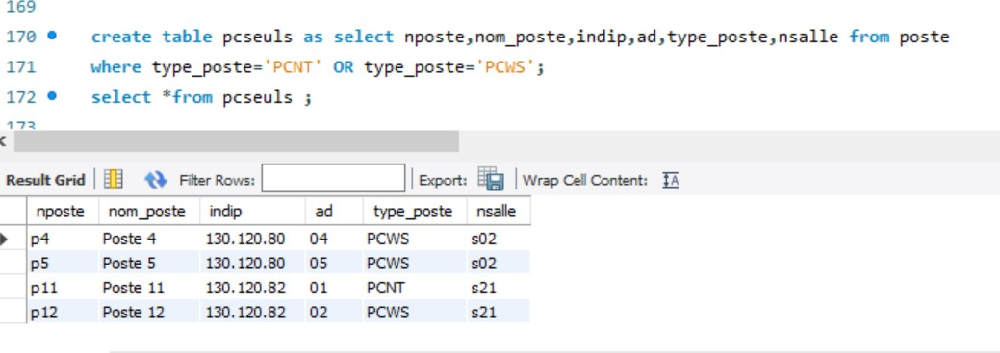 169
170 create table pcseuls as select nposte,nom_poste,indip,ad,type_poste,nsalle from poste
171 where type_poste='PCNT' OR type_poste='PCWS';
172 select *from pcseuls ;
173
Result Grid Filter Rows: Export: Wrap Cell Content:
nposte nom_poste indip ad type_poste nsalle
p4 Poste 4 130.120.80 04 PCWS s02
p5 Poste 5 130.120.80 05 PCWS s02
p11 Poste 11 130.120.82 01 PCNT s21
p12 Poste 12 130.120.82 02 PCWS s21